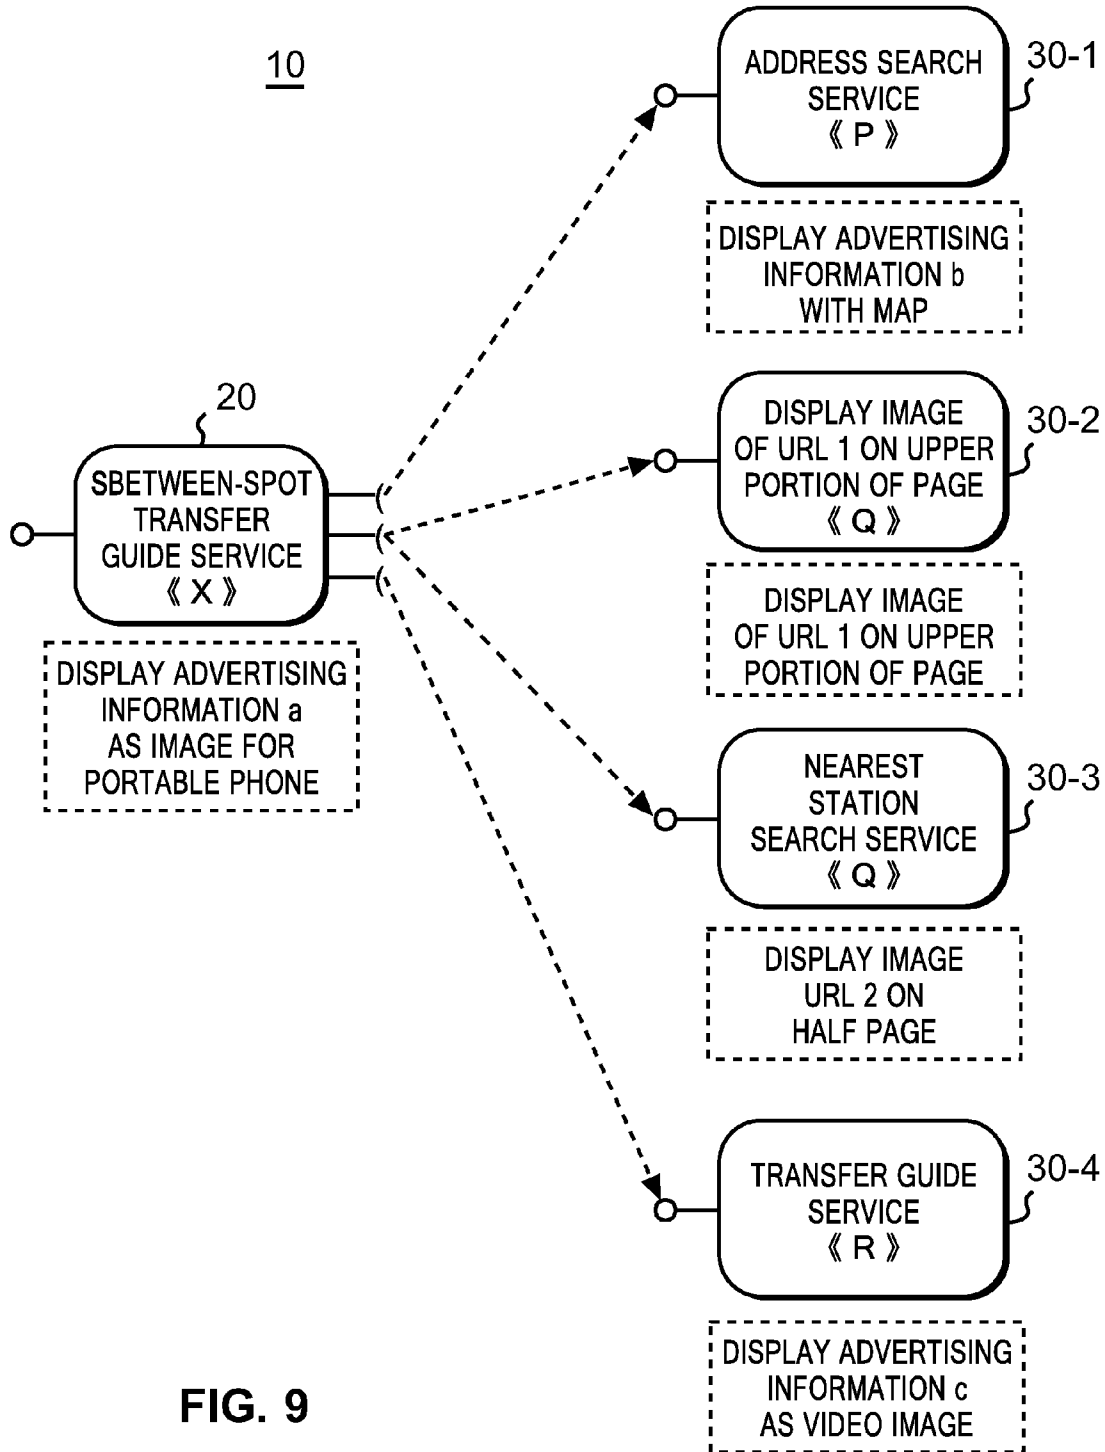 10
ADDRESS SEARCH
SERVICE
《 P 》
30-1
DISPLAY ADVERTISING
INFORMATION b
WITH MAP
20
SBETWEEN-SPOT
TRANSFER
GUIDE SERVICE
《 X 》
DISPLAY ADVERTISING
INFORMATION a
AS IMAGE FOR
PORTABLE PHONE
DISPLAY IMAGE
OF URL 1 ON UPPER
PORTION OF PAGE
《 Q 》
30-2
DISPLAY IMAGE
OF URL 1 ON UPPER
PORTION OF PAGE
NEAREST
STATION
SEARCH SERVICE
《 Q 》
30-3
DISPLAY IMAGE
URL 2 ON
HALF PAGE
TRANSFER GUIDE
SERVICE
《 R 》
30-4
DISPLAY ADVERTISING
INFORMATION c
AS VIDEO IMAGE
FIG. 9